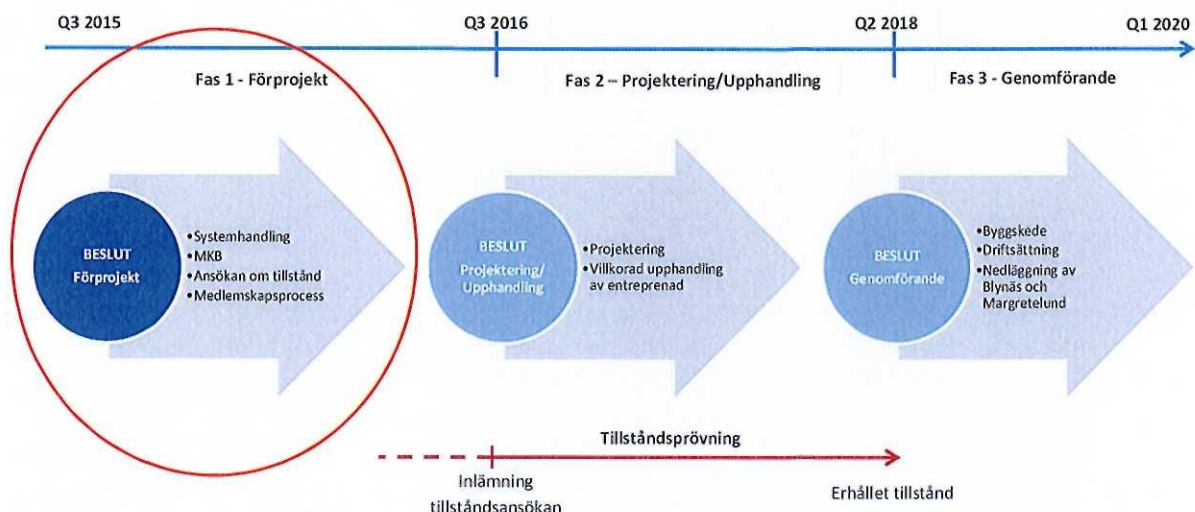 Q3 2015
Q3 2016
Q2 2018
Q1 2020
Fas 1 - Förprojekt
Fas 2 – Projektering/Upphandling
Fas 3 - Genomförande
BESLUT
Förprojekt
•Systemhandling
•MKB
•Ansökan om tillstånd
•Medlemskapsprocess
BESLUT
Projektering/
Upphandling
•Projektering
•Villkorad upphandling
av entreprenad
BESLUT
Genomförande
•Byggskede
•Driftsättning
•Nedläggning av
Blynäs och
Margretelund
Tillståndsprövning
Inlämning
tillståndsansökan
Erhållet tillstånd